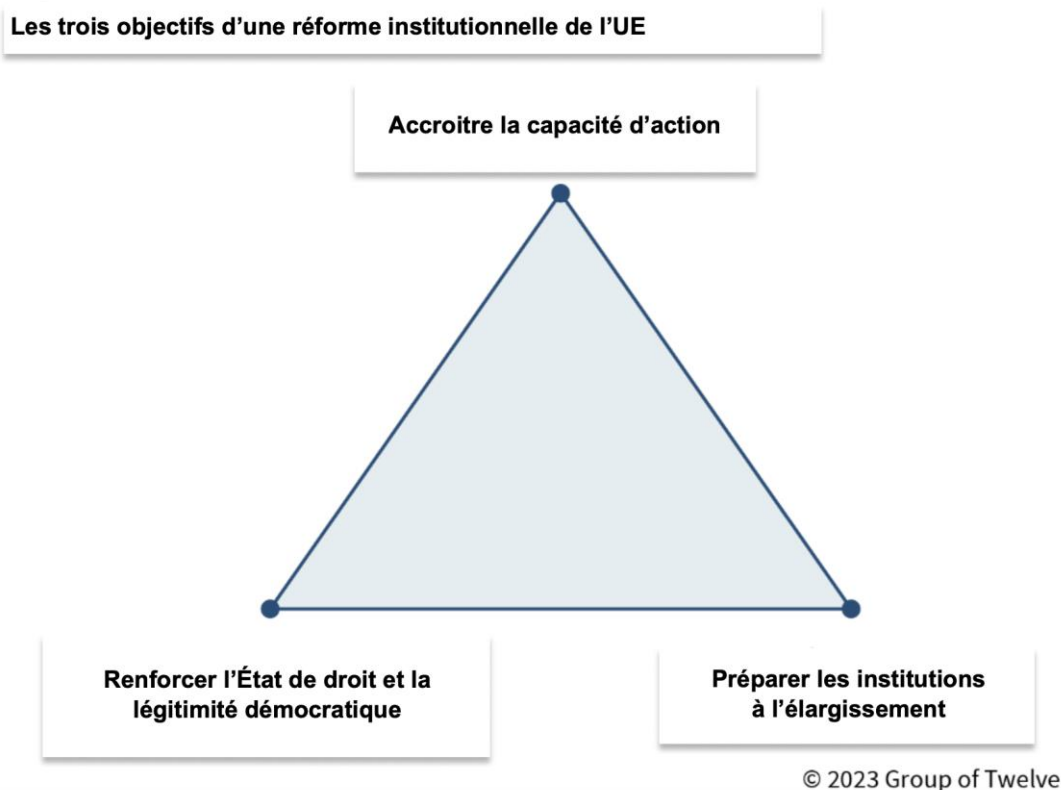 Les trois objectifs d’une réforme institutionnelle de l’UE
Accroitre la capacité d’action
Renforcer l’État de droit et la
légitimité démocratique
Préparer les institutions
à l’élargissement
© 2023 Group of Twelve